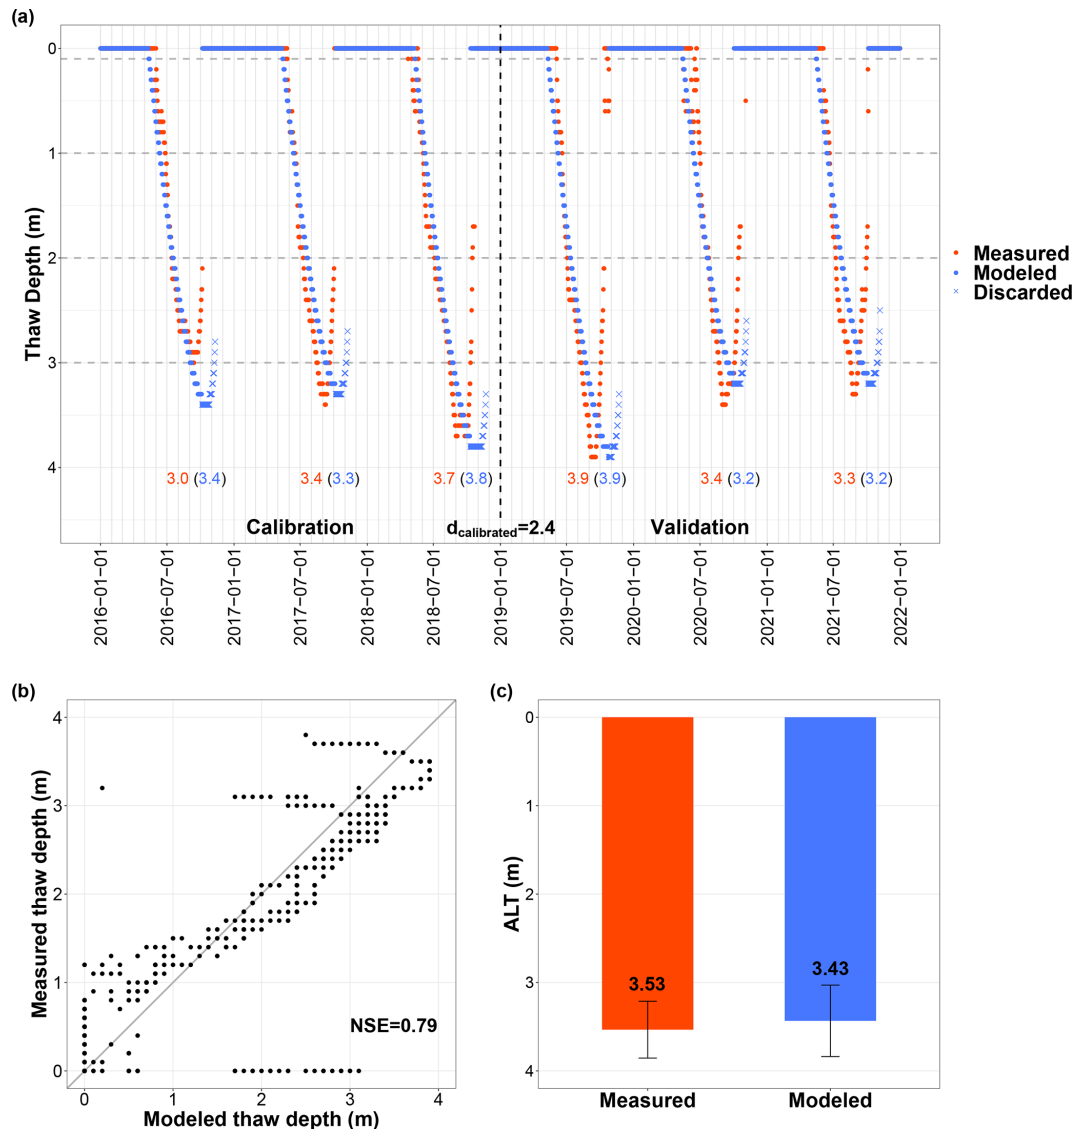 (a)
0
1
2
3
4
Thaw Depth (m)
3.0 (3.4)
3.4 (3.3)
3.7 (3.8)
3.9 (3.9)
3.4 (3.2)
3.3 (3.2)
Calibration
dcalibrated=2.4
Validation
2016−01−01
2016−07−01
2017−01−01
2017−07−01
2018−01−01
2018−07−01
2019−01−01
2019−07−01
2020−01−01
2020−07−01
2021−01−01
2021−07−01
2022−01−01
Measured
Modeled
Discarded
(b)
4
3
2
1
0
Measured thaw depth (m)
NSE=0.79
0
1
2
3
4
Modeled thaw depth (m)
(c)
0
1
2
3
4
ALT (m)
3.53
3.43
Measured
Modeled